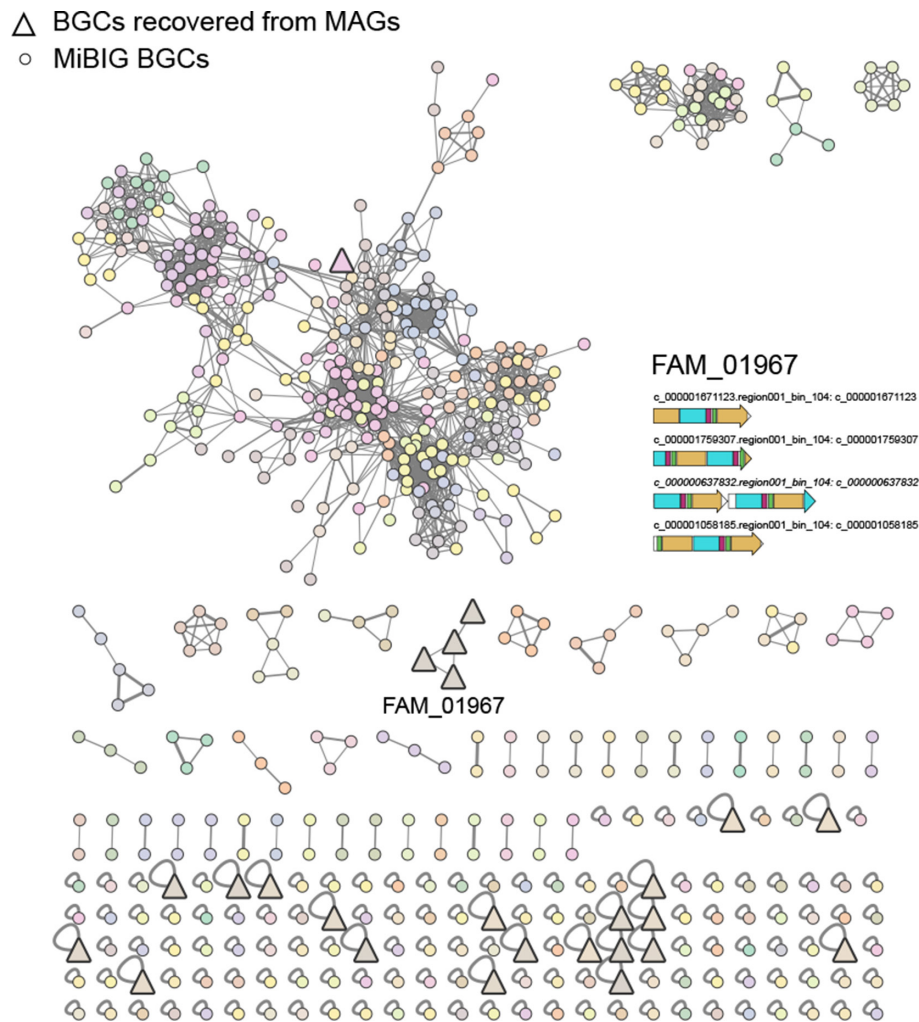 BGCs recovered from MAGs
MiBIG BGCs
FAM_01967
c_000001671123.region001_bin_104: c_000001671123
c_000001759307.region001_bin_104: c_000001759307
c_000000637832.region001_bin_104: c_000000637832
c_000001058185.region001_bin_104: c_000001058185
FAM_01967